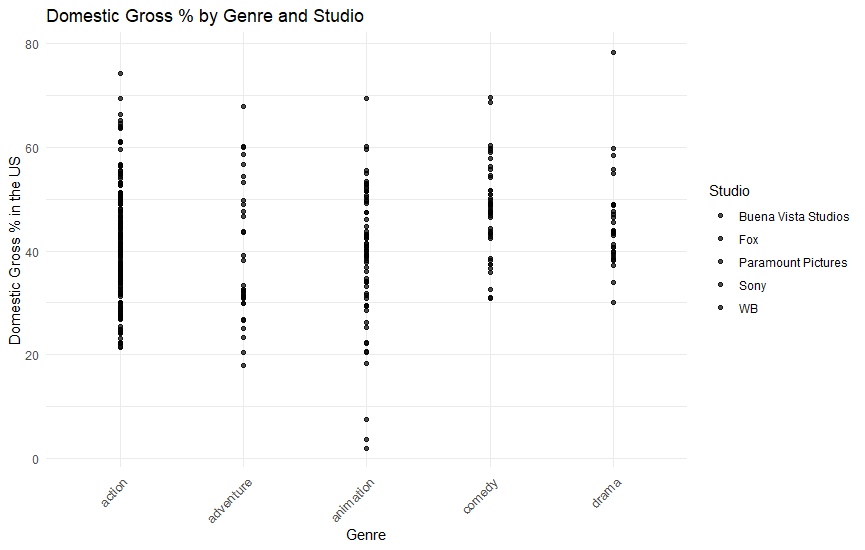 Domestic Gross % by Genre and Studio
Domestic Gross % in the US
80
60
40
20
0
action
adventure
animation
comedy
drama
Genre
Studio
Buena Vista Studios
Fox
Paramount Pictures
Sony
WB